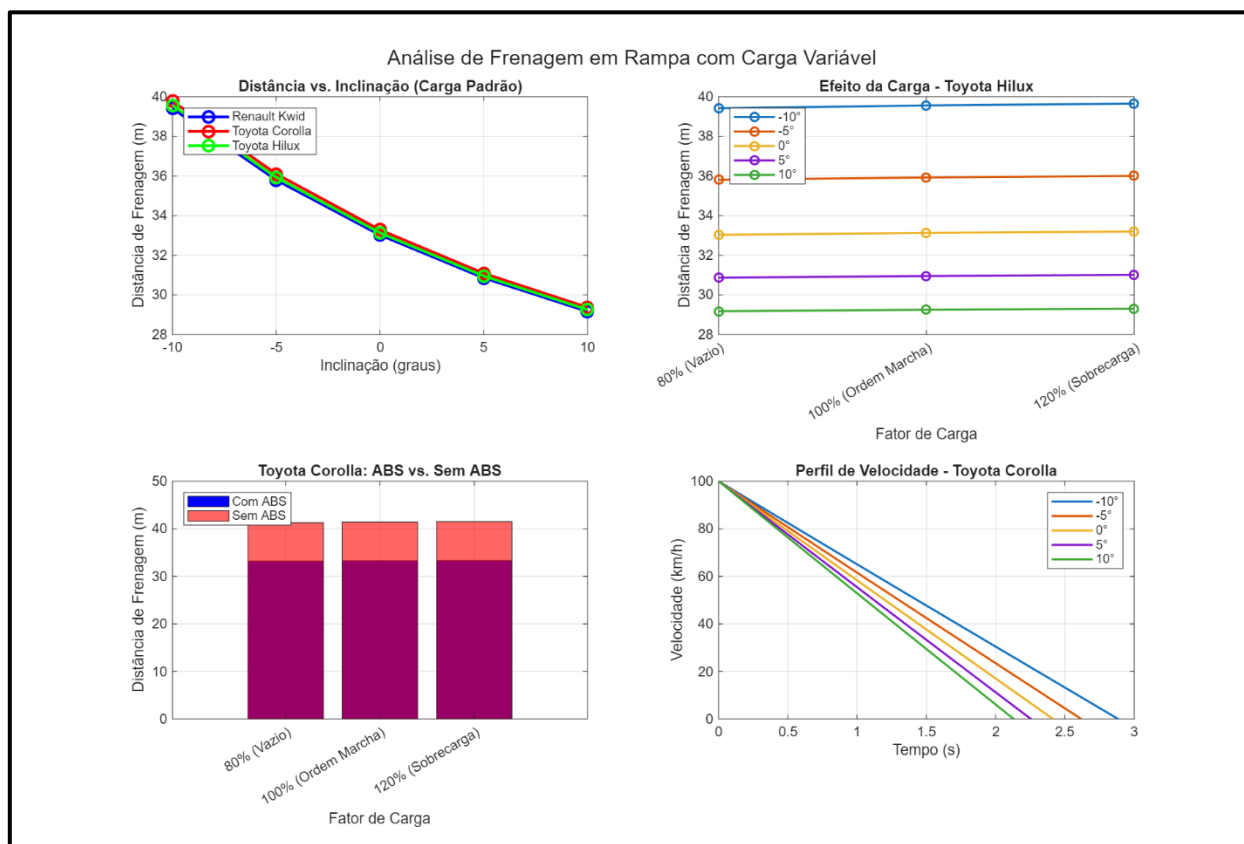 Análise de Frenagem em Rampa com Carga Variável
Distância vs. Inclinação (Carga Padrão)
Distância de Frenagem (m)
40
38
36
34
32
30
28
Renault Kwid
Toyota Corolla
Toyota Hilux
-10
-5
0
5
10
Inclinação (graus)
Efeito da Carga - Toyota Hilux
Distância de Frenagem (m)
40
38
36
34
32
30
28
-10°
-5°
0°
5°
10°
80% (Vazio)
100% (Ordem Marcha)
120% (Sobrecarga)
Fator de Carga
Toyota Corolla: ABS vs. Sem ABS
Distância de Frenagem (m)
50
40
30
20
10
0
Com ABS
Sem ABS
80% (Vazio)
100% (Ordem Marcha)
120% (Sobrecarga)
Fator de Carga
Perfil de Velocidade - Toyota Corolla
Velocidade (km/h)
100
80
60
40
20
0
-10°
-5°
0°
5°
10°
0
0.5
1
1.5
2
2.5
3
Tempo (s)